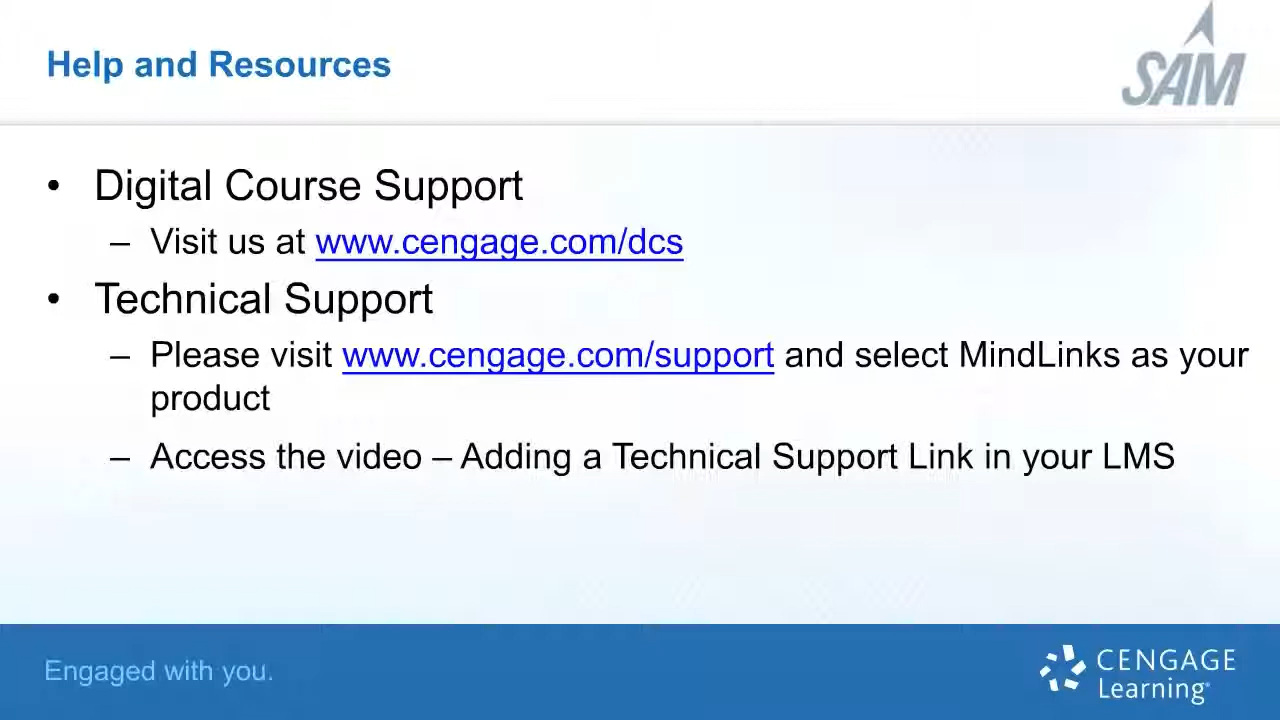 Help and Resources
SAM
• Digital Course Support
– Visit us at www.cengage.com/dcs
• Technical Support
– Please visit www.cengage.com/support and select MindLinks as your
product
– Access the video – Adding a Technical Support Link in your LMS
Engaged with you.
CENGAGE
Learning®